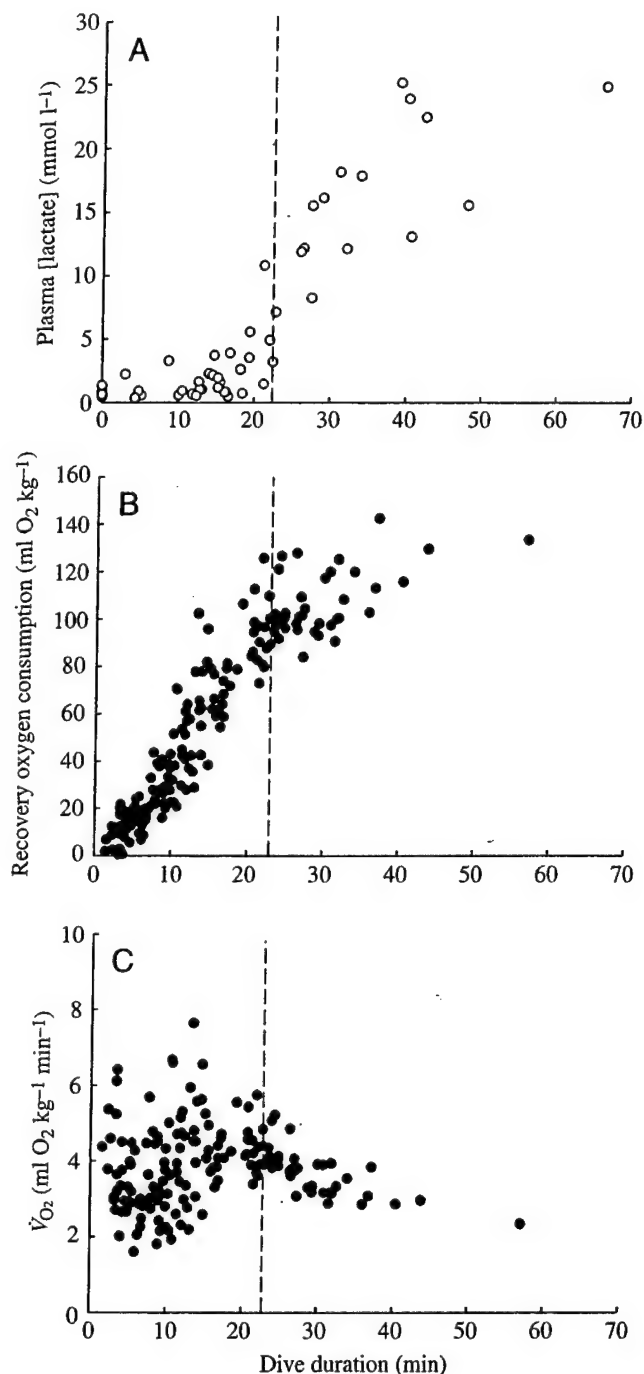 A
Plasma [lactate] (mmol l⁻¹)
30
25
20
15
10
5
0
0 10 20 30 40 50 60 70
B
Recovery oxygen consumption (ml O₂ kg⁻¹)
160
140
120
100
80
60
40
20
0
0 10 20 30 40 50 60 70
C
V̇O₂ (ml O₂ kg⁻¹ min⁻¹)
10
8
6
4
2
0
0 10 20 30 40 50 60 70
Dive duration (min)